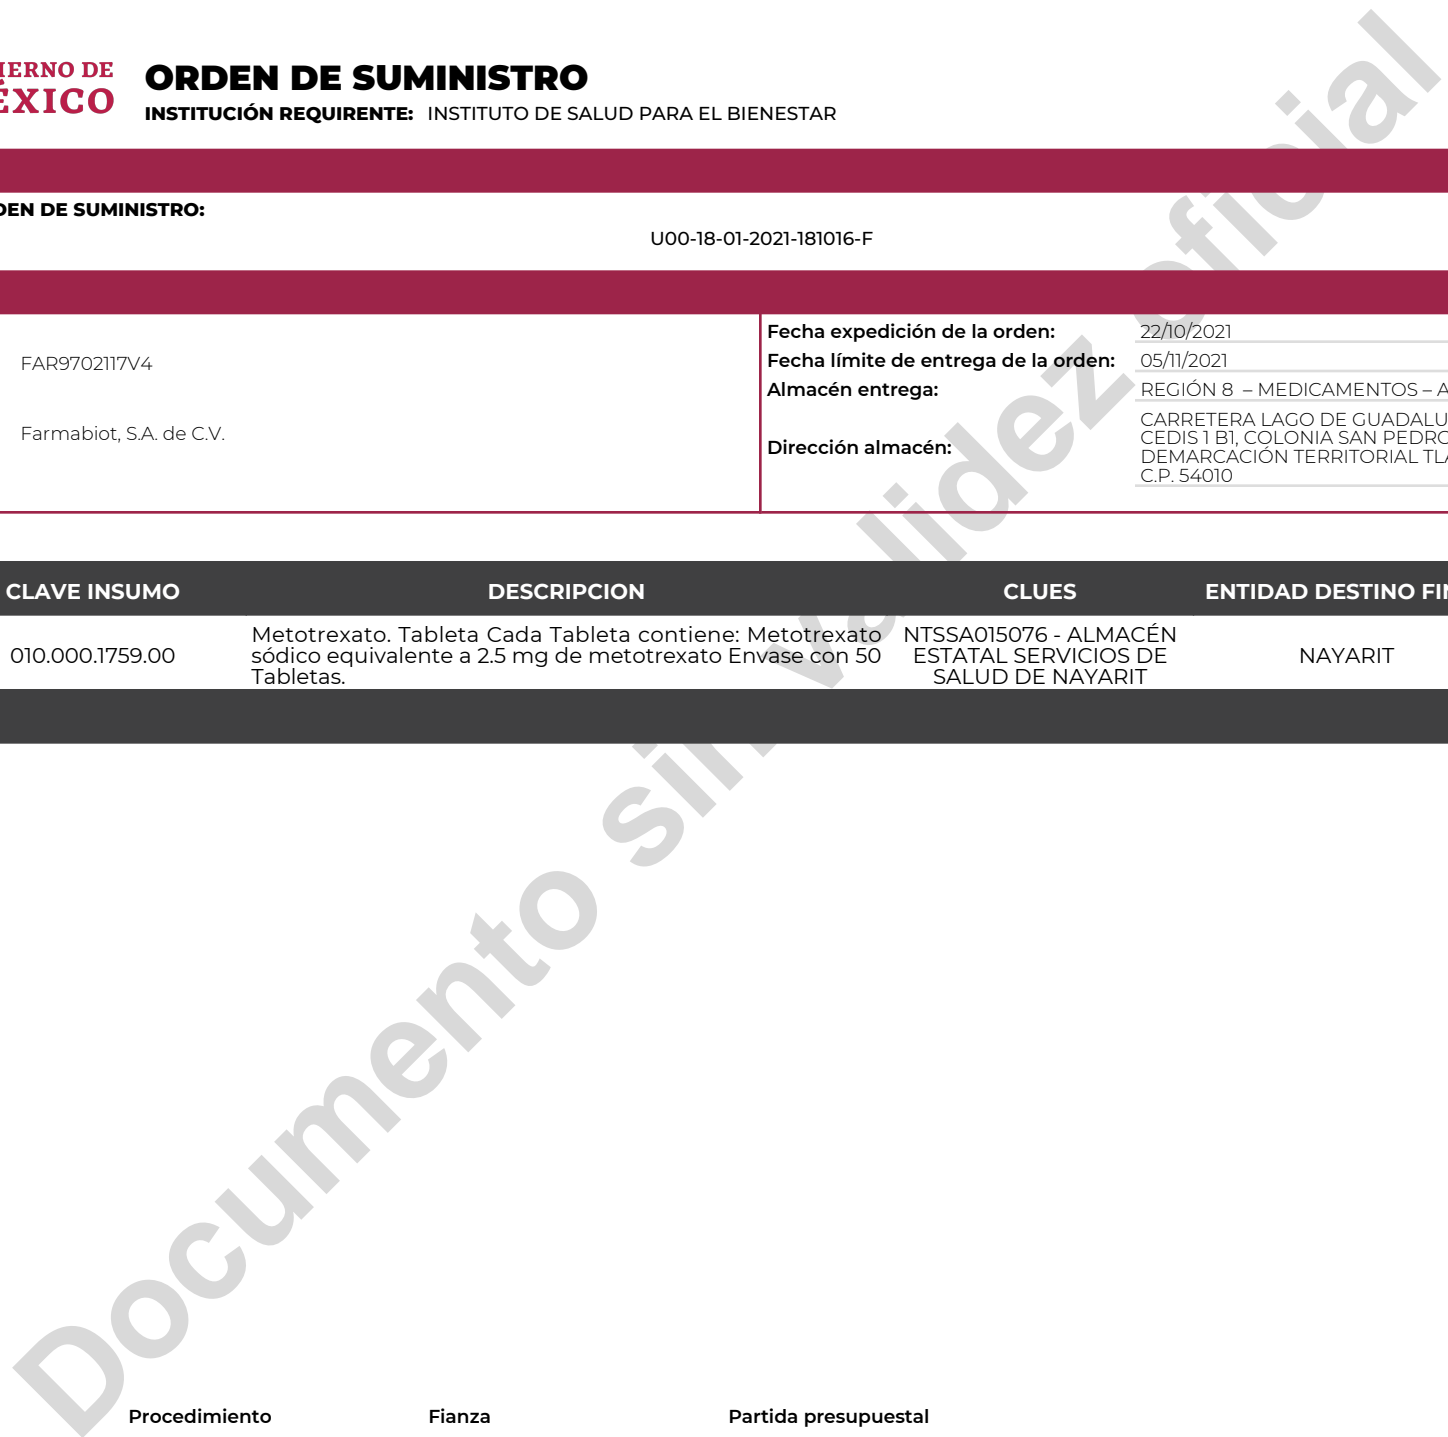 IERNO DE
ÉXICO
ORDEN DE SUMINISTRO
INSTITUCIÓN REQUIRENTE: INSTITUTO DE SALUD PARA EL BIENESTAR
DEN DE SUMINISTRO:
U00-18-01-2021-181016-F
FAR9702117V4
Farmabiot, S.A. de C.V.
Fecha expedición de la orden: 22/10/2021
Fecha límite de entrega de la orden: 05/11/2021
Almacén entrega: REGIÓN 8 – MEDICAMENTOS – A
Dirección almacén:
CARRETERA LAGO DE GUADALU
CEDIS 1 B1, COLONIA SAN PEDRO
DEMARCACIÓN TERRITORIAL TLA
C.P. 54010
CLAVE INSUMO DESCRIPCION CLUES ENTIDAD DESTINO FIN
010.000.1759.00
Metotrexato. Tableta Cada Tableta contiene: Metotrexato
sódico equivalente a 2.5 mg de metotrexato Envase con 50
Tabletas.
NTSSA015076 - ALMACÉN
ESTATAL SERVICIOS DE
SALUD DE NAYARIT
NAYARIT
Documento sin validez oficial
Procedimiento Fianza Partida presupuestal